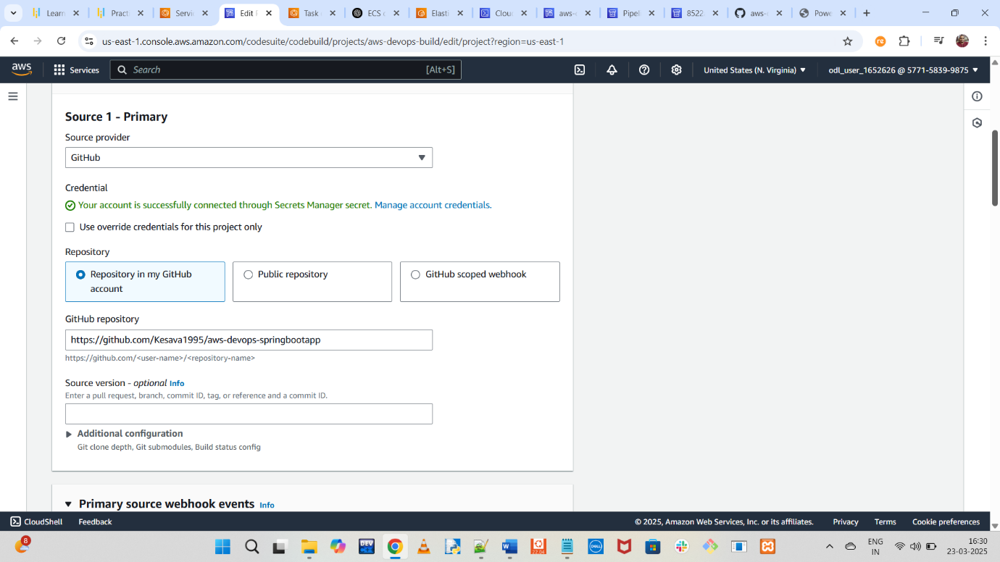 Learn
Practi
Servic
Edit P
Task
ECS
Elasti
Clou
aws-
Pipel
8522
aws-
Powe
us-east-1.console.aws.amazon.com/codesuite/codebuild/projects/aws-devops-build/edit/project?region=us-east-1
re
aws
Services
Search
[Alt+S]
United States (N. Virginia)
odl_user_1652626 @ 5771-5839-9875
Source 1 - Primary
Source provider
GitHub
Credential
Your account is successfully connected through Secrets Manager secret. Manage account credentials.
Use override credentials for this project only
Repository
Repository in my GitHub
account
Public repository
GitHub scoped webhook
GitHub repository
https://github.com/Kesava1995/aws-devops-springbootapp
https://github.com/<user-name>/<repository-name>
Source version - optional Info
Enter a pull request, branch, commit ID, tag, or reference and a commit ID.
Additional configuration
Git clone depth, Git submodules, Build status config
Primary source webhook events Info
CloudShell
Feedback
© 2025, Amazon Web Services, Inc. or its affiliates.
Privacy
Terms
Cookie preferences
8
DEV
22.04
DELL
ENG
IN
16:30
23-03-2025